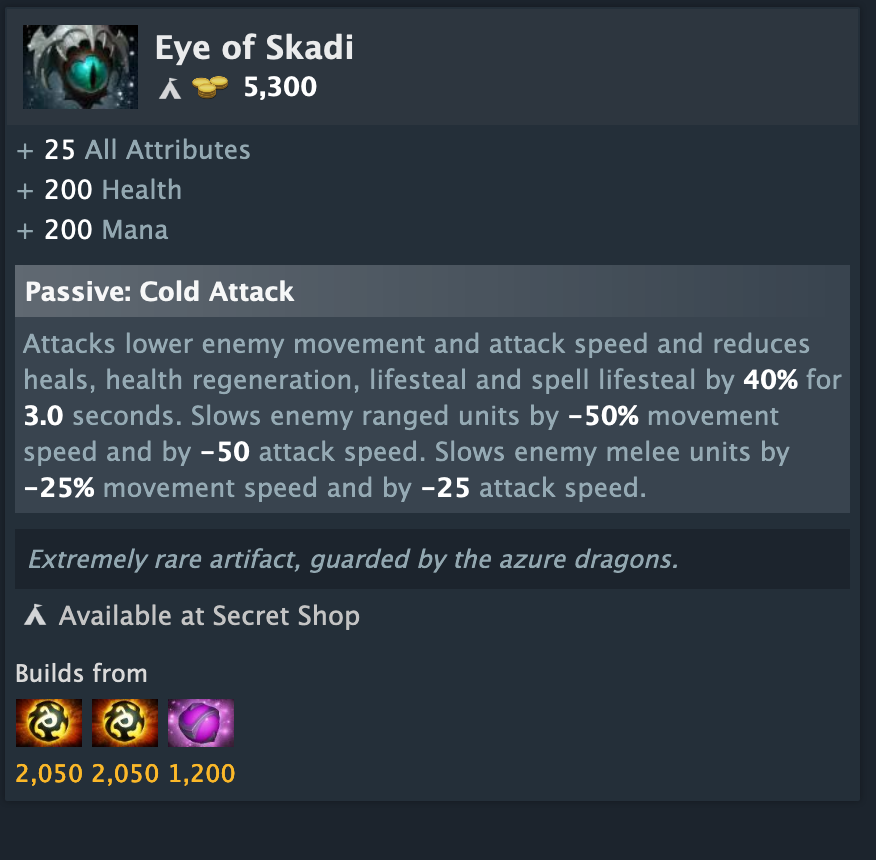 Eye of Skadi
5,300
+ 25 All Attributes
+ 200 Health
+ 200 Mana
Passive: Cold Attack
Attacks lower enemy movement and attack speed and reduces
heals, health regeneration, lifesteal and spell lifesteal by 40% for
3.0 seconds. Slows enemy ranged units by -50% movement
speed and by -50 attack speed. Slows enemy melee units by
-25% movement speed and by -25 attack speed.
Extremely rare artifact, guarded by the azure dragons.
Available at Secret Shop
Builds from
2,050 2,050 1,200